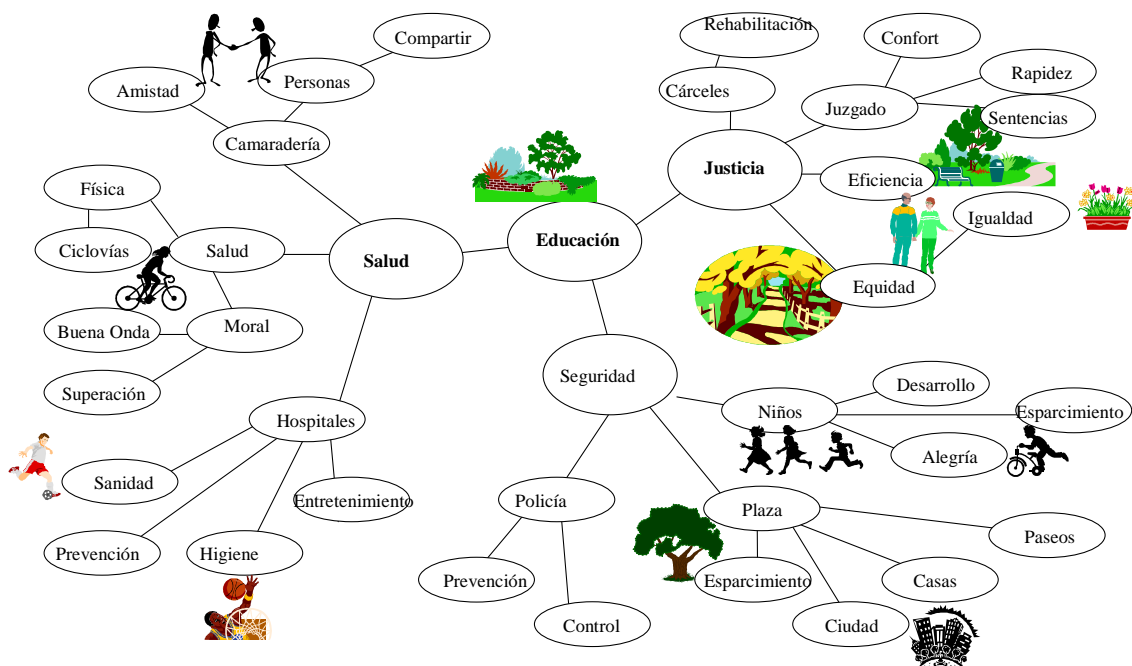 Rehabilitación
Compartir
Confort
Personas
Rapidez
Amistad
Cárceles
Juzgado
Sentencias
Camaradería
Justicia
Eficiencia
Física
Igualdad
Educación
Ciclovías
Salud
Salud
Equidad
Buena Onda
Moral
Seguridad
Desarrollo
Superación
Niños
Esparcimiento
Hospitales
Alegría
Sanidad
Entretenimiento
Policía
Plaza
Paseos
Prevención
Higiene
Prevención
Esparcimiento
Casas
Control
Ciudad